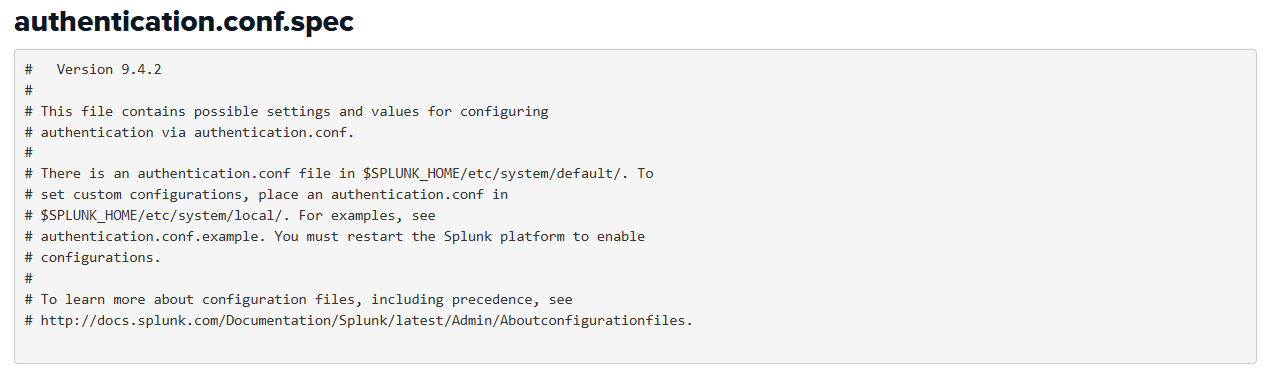 authentication.conf.spec
#   Version 9.4.2
#
# This file contains possible settings and values for configuring
# authentication via authentication.conf.
#
# There is an authentication.conf file in $SPLUNK_HOME/etc/system/default/. To
# set custom configurations, place an authentication.conf in
# $SPLUNK_HOME/etc/system/local/. For examples, see
# authentication.conf.example. You must restart the Splunk platform to enable
# configurations.
#
# To learn more about configuration files, including precedence, see
# http://docs.splunk.com/Documentation/Splunk/latest/Admin/Aboutconfigurationfiles.